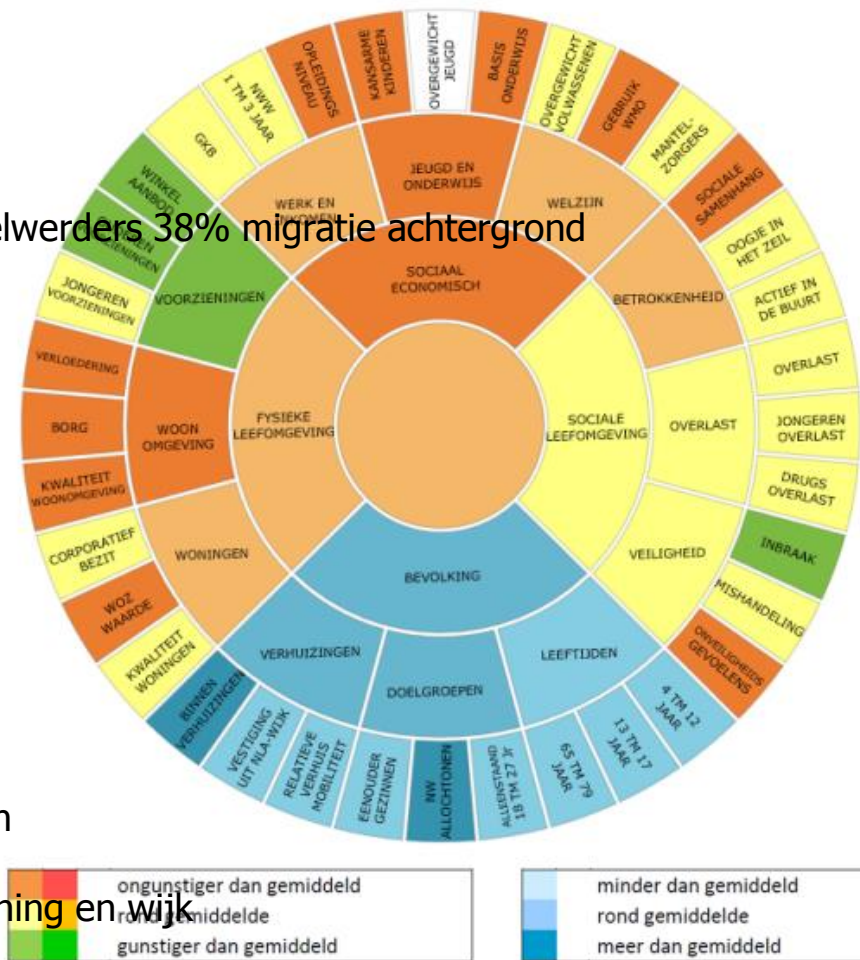 OPLEIDINGS
NIVEAU
KANSARME
KINDEREN
OVERGEWICHT
JEUGD
BASIS
ONDERWIJS
OVERGEWICHT
VOLWASSENEN
GEBRUIK
WMO
MANTEL-
ZORGERS
SOCIALE
SAMENHANG
OOGJE IN
HET ZEIL
ACTIEF IN
DE BUURT
OVERLAST
JONGEREN
OVERLAST
DRUGS
OVERLAST
INBRAAK
MISHANDELING
ONVEILIGHEIDS
GEVOELENS
4 TM 12
JAAR
13 TM 17
JAAR
65 TM 79
JAAR
18 TM 27 Jr
ALLEENSTAAND
NW
ALLOCHTONEN
EENOUDER
GEZINNEN
RELATIEVE
VERHUIS
MOBILITEIT
VESTIGING
UIT NLA-WIJK
BINNEN
VERHUIZINGEN
KWALITEIT
WONINGEN
WOZ
WAARDE
CORPORATIEF
BEZIT
KWALITEIT
WOONOMGEVING
BORG
VERLOEDERING
JONGEREN
VOORZIENINGEN
WINKEL
AANBOD
GKB
NWW
1 TM 3 JAAR
WERK EN
JEUGD EN
ONDERWIJS
WELZIJN
BETROKKENHEID
OVERLAST
VEILIGHEID
LEEFTIJDEN
DOELGROEPEN
VERHUIZINGEN
WONINGEN
WOON
OMGEVING
VOORZIENINGEN
SOCIAAL
ECONOMISCH
SOCIALE
LEEFOMGEVING
BEVOLKING
FYSIEKE
LEEFOMGEVING
elwerders 38% migratie achtergrond
ning en wijk
ongunstiger dan gemiddeld
rond gemiddelde
gunstiger dan gemiddeld
minder dan gemiddeld
rond gemiddelde
meer dan gemiddeld